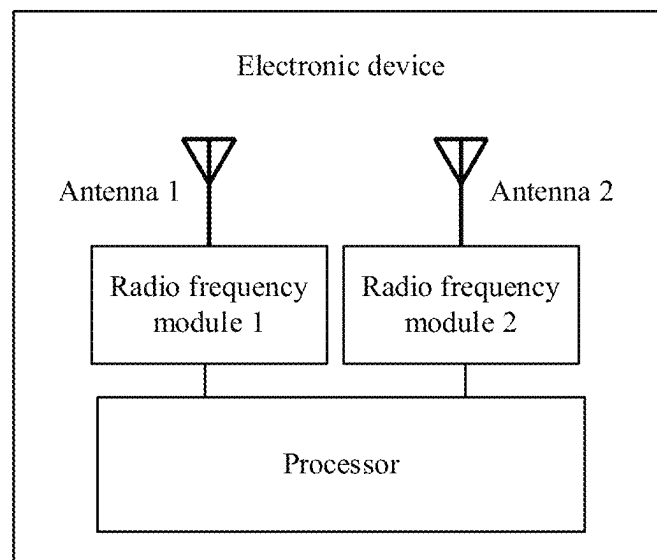 Electronic device
Antenna 1
Antenna 2
Radio frequency
module 1
Radio frequency
module 2
Processor